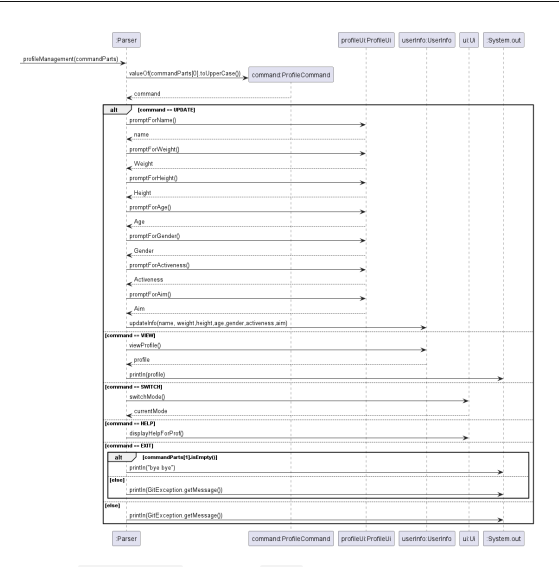 :Parser profileUi:ProfileUi userInfo:UserInfo ui:Ui :System.out
profileManagement(commandParts)
valueOf(commandParts[0].toUpperCase())
command:ProfileCommand
command
alt [command == UPDATE]
promptForName()
name
promptForWeight()
Weight
promptForHeight()
Height
promptForAge()
Age
promptForGender()
Gender
promptForActiveness()
Activeness
promptForAim()
Aim
updateInfo(name, weight,height,age,gender,activeness,aim)
[command == VIEW]
viewProfile()
profile
println(profile)
[command == SWITCH]
switchMode()
currentMode
[command == HELP]
displayHelpForProf()
[command == EXIT]
alt [commandParts[1].isEmpty()]
println("bye bye")
[else]
println(GitException.getMessage())
[else]
println(GitException.getMessage())
:Parser command:ProfileCommand profileUi:ProfileUi userInfo:UserInfo ui:Ui :System.out